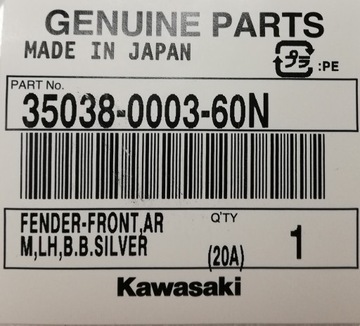 GENUINE PARTS
MADE IN JAPAN
プラ :PE
PART No.
35038-0003-60N
FENDER-FRONT,AR
M,LH,B.B.SILVER
Q'TY
(20A) 1
Kawasaki